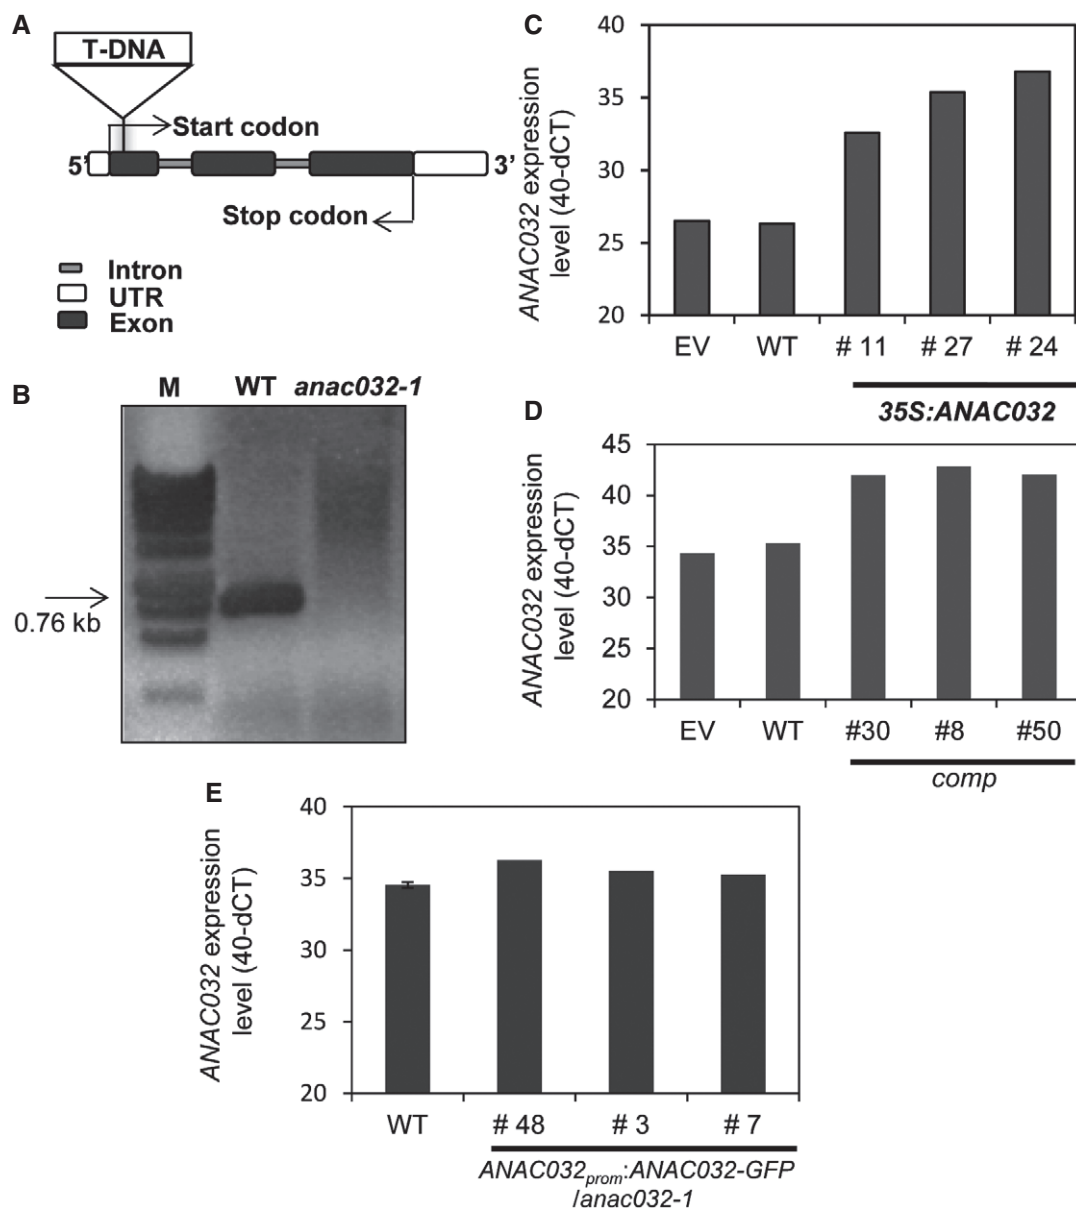 A
T-DNA
Start codon
5’
3’
Stop codon
Intron
UTR
Exon
B
M WT anac032-1
0.76 kb
C
ANAC032 expression
level (40-dCT)
40
35
30
25
20
EV WT # 11 # 27 # 24
35S:ANAC032
D
ANAC032 expression
level (40-dCT)
45
40
35
30
25
20
EV WT #30 #8 #50
comp
E
ANAC032 expression
level (40-dCT)
40
35
30
25
20
WT # 48 # 3 # 7
ANAC032prom:ANAC032-GFP
/anac032-1